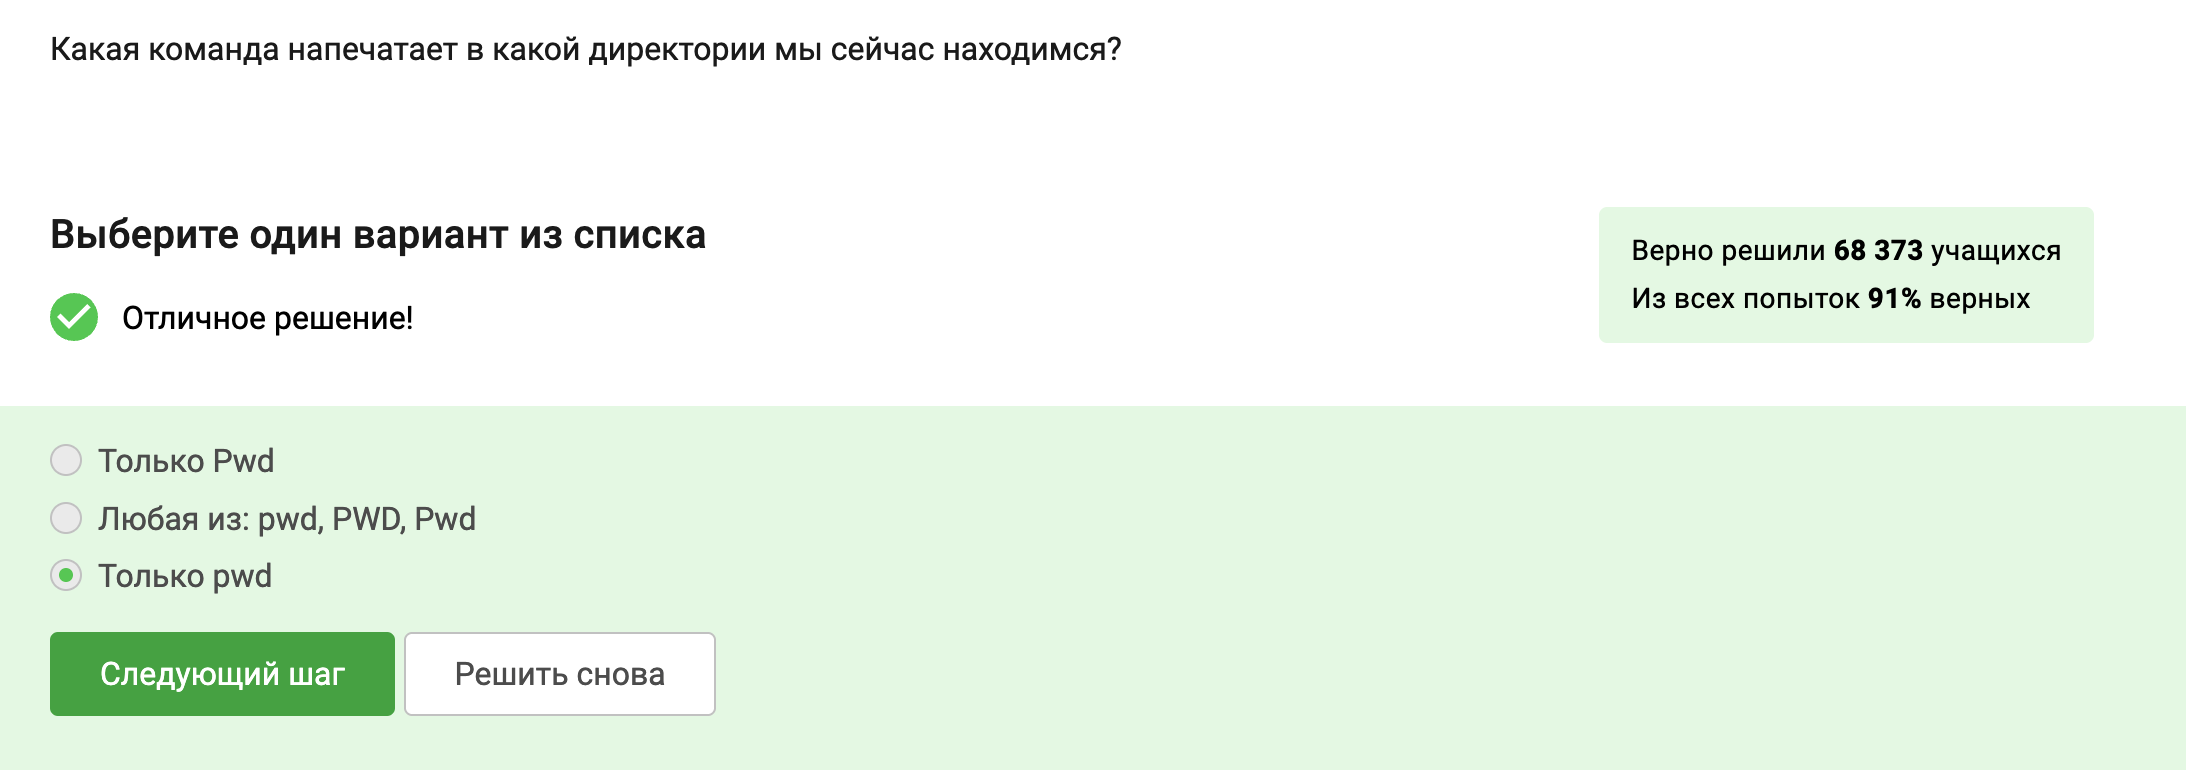 Какая команда напечатает в какой директории мы сейчас находимся?
Выберите один вариант из списка
Отличное решение!
Верно решили 68 373 учащихся
Из всех попыток 91% верных
Только Pwd
Любая из: pwd, PWD, Pwd
Только pwd
Следующий шаг
Решить снова